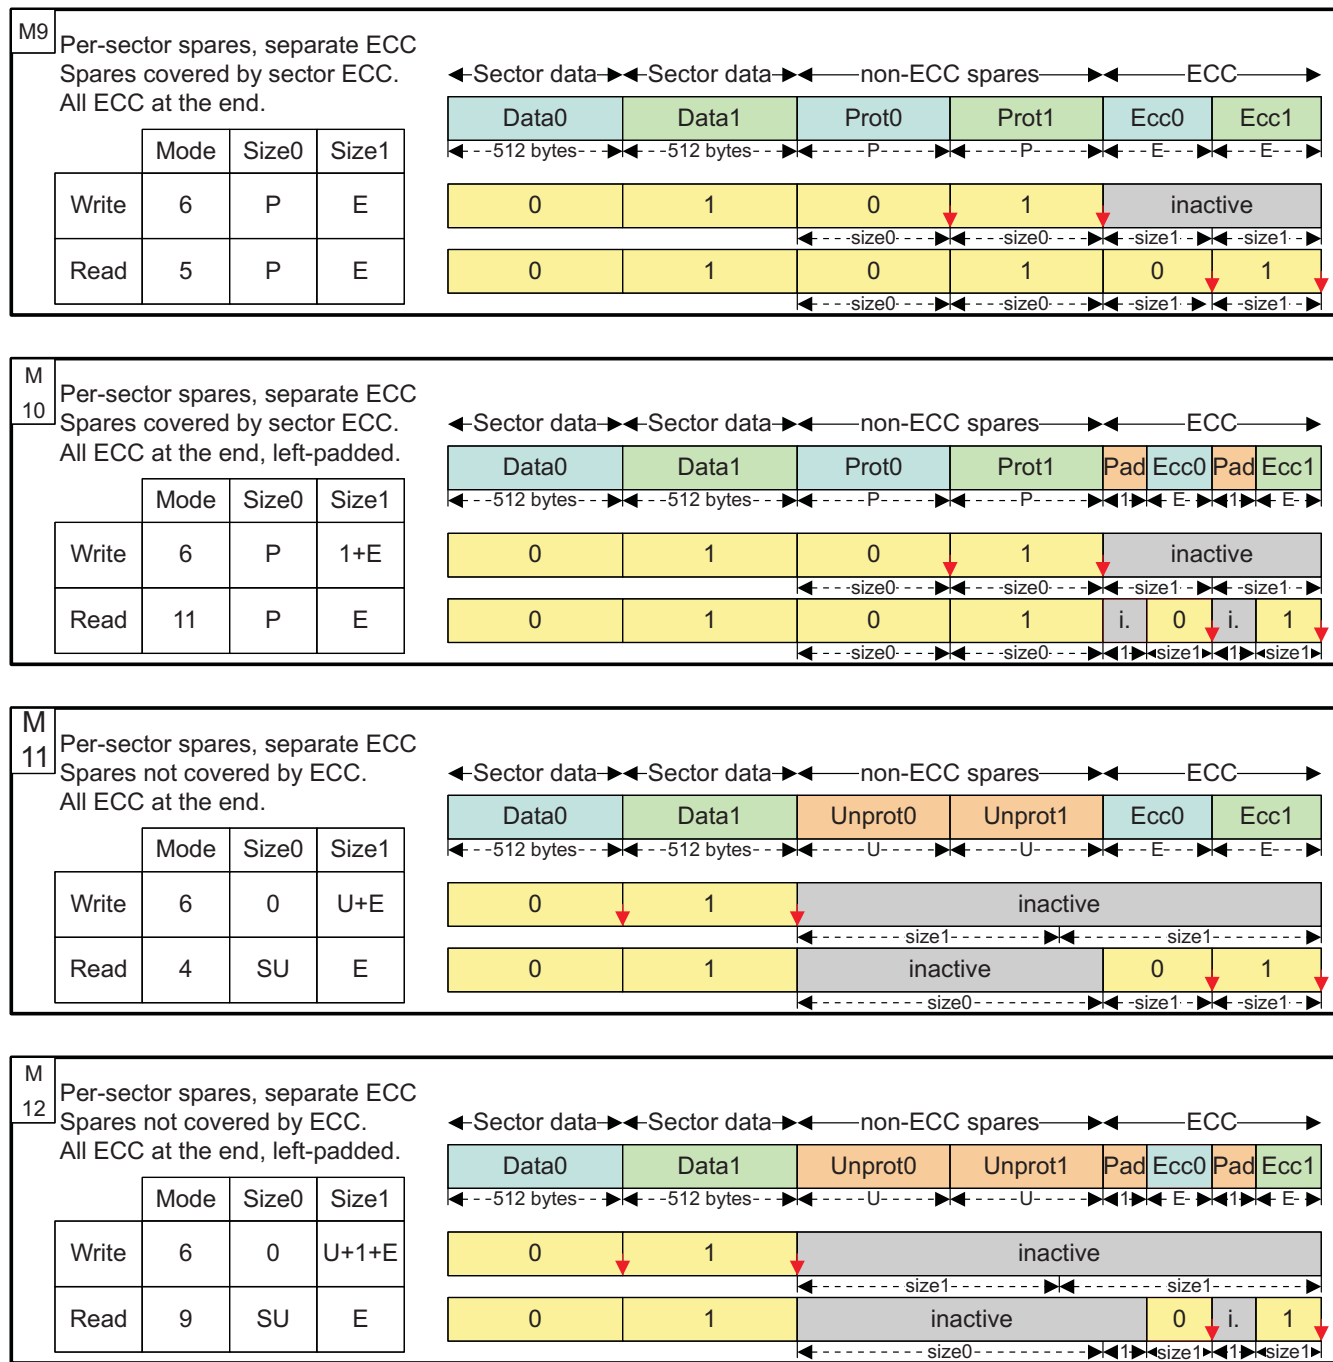 M9
Per-sector spares, separate ECC
Spares covered by sector ECC.
All ECC at the end.
Mode Size0 Size1
Write 6 P E
Read 5 P E
Sector data Sector data non-ECC spares ECC
Data0 Data1 Prot0 Prot1 Ecc0 Ecc1
512 bytes 512 bytes P P E E
0 1 0 1 inactive
size0 size0 size1 size1
0 1 0 1 0 1
size0 size0 size1 size1
M
10
Per-sector spares, separate ECC
Spares covered by sector ECC.
All ECC at the end, left-padded.
Mode Size0 Size1
Write 6 P 1+E
Read 11 P E
Sector data Sector data non-ECC spares ECC
Data0 Data1 Prot0 Prot1 Pad Ecc0 Pad Ecc1
512 bytes 512 bytes P P 1 E 1 E
0 1 0 1 inactive
size0 size0 size1 size1
0 1 0 1 i. 0 i. 1
size0 size0 1 size1 1 size1
M
11
Per-sector spares, separate ECC
Spares not covered by ECC.
All ECC at the end.
Mode Size0 Size1
Write 6 0 U+E
Read 4 SU E
Sector data Sector data non-ECC spares ECC
Data0 Data1 Unprot0 Unprot1 Ecc0 Ecc1
512 bytes 512 bytes U U E E
0 1 inactive
size1 size1
0 1 inactive 0 1
size0 size1 size1
M
12
Per-sector spares, separate ECC
Spares not covered by ECC.
All ECC at the end, left-padded.
Mode Size0 Size1
Write 6 0 U+1+E
Read 9 SU E
Sector data Sector data non-ECC spares ECC
Data0 Data1 Unprot0 Unprot1 Pad Ecc0 Pad Ecc1
512 bytes 512 bytes U U 1 E 1 E
0 1 inactive
size1 size1
0 1 inactive 0 i. 1
size0 1 size1 1 size1